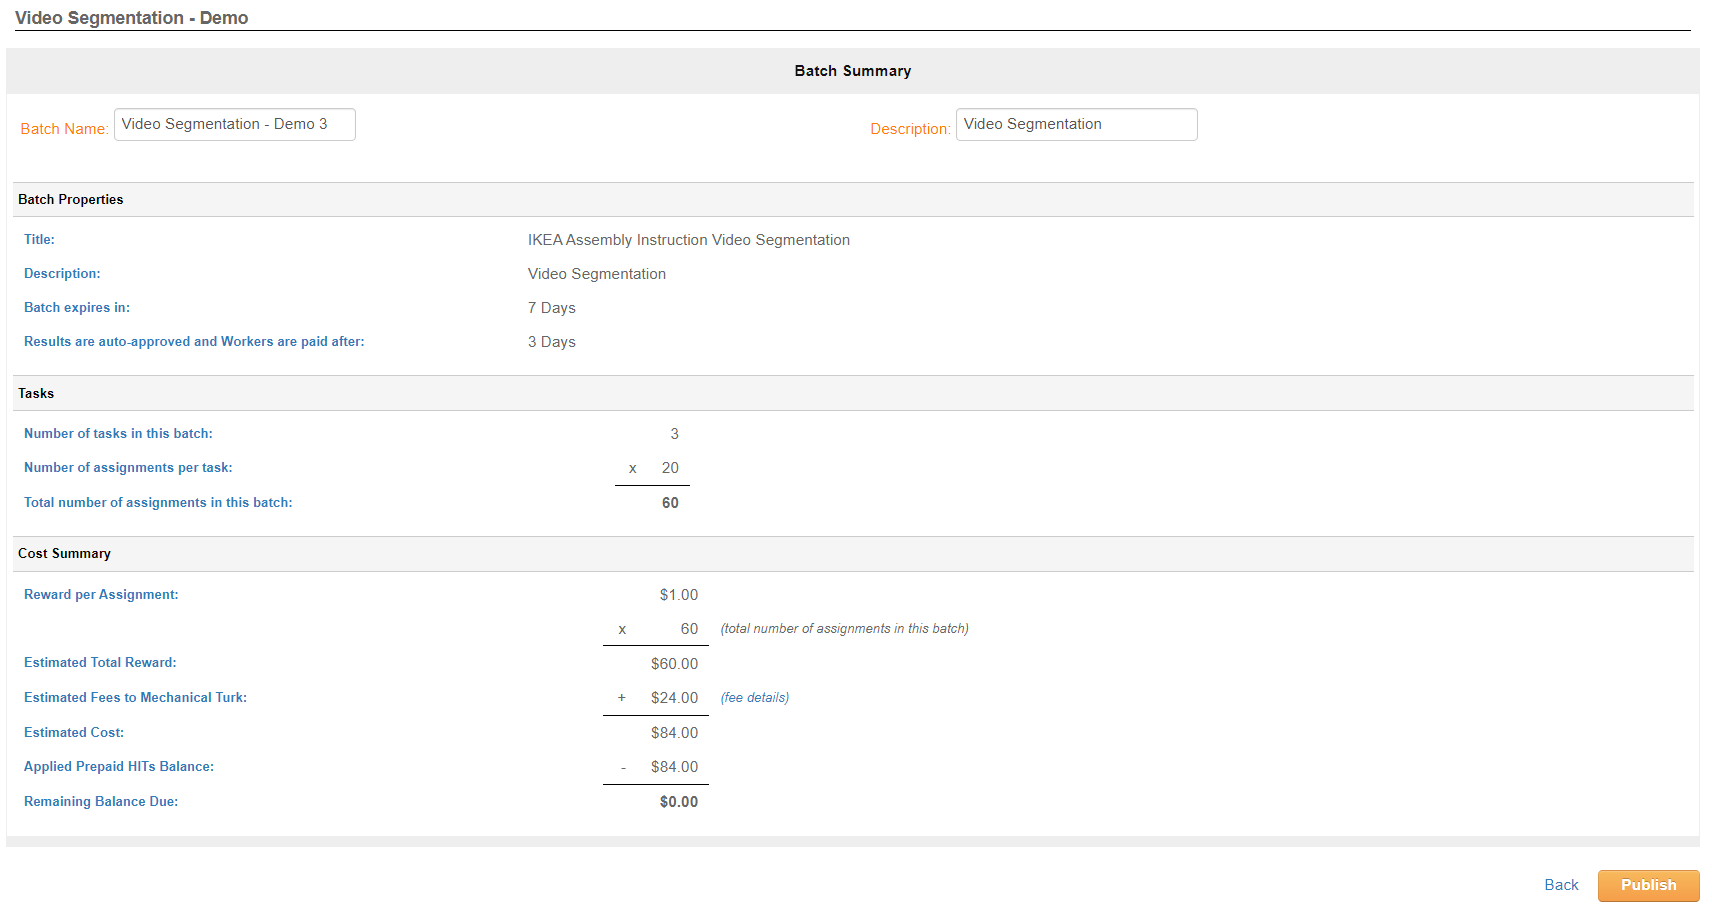 Video Segmentation - Demo
Batch Summary
Batch Name: Video Segmentation - Demo 3 Description: Video Segmentation
Batch Properties
Title: IKEA Assembly Instruction Video Segmentation
Description: Video Segmentation
Batch expires in: 7 Days
Results are auto-approved and Workers are paid after: 3 Days
Tasks
Number of tasks in this batch: 3
Number of assignments per task: x 20
Total number of assignments in this batch: 60
Cost Summary
Reward per Assignment: $1.00
x 60 (total number of assignments in this batch)
Estimated Total Reward: $60.00
Estimated Fees to Mechanical Turk: + $24.00 (fee details)
Estimated Cost: $84.00
Applied Prepaid HITs Balance: - $84.00
Remaining Balance Due: $0.00
Back Publish